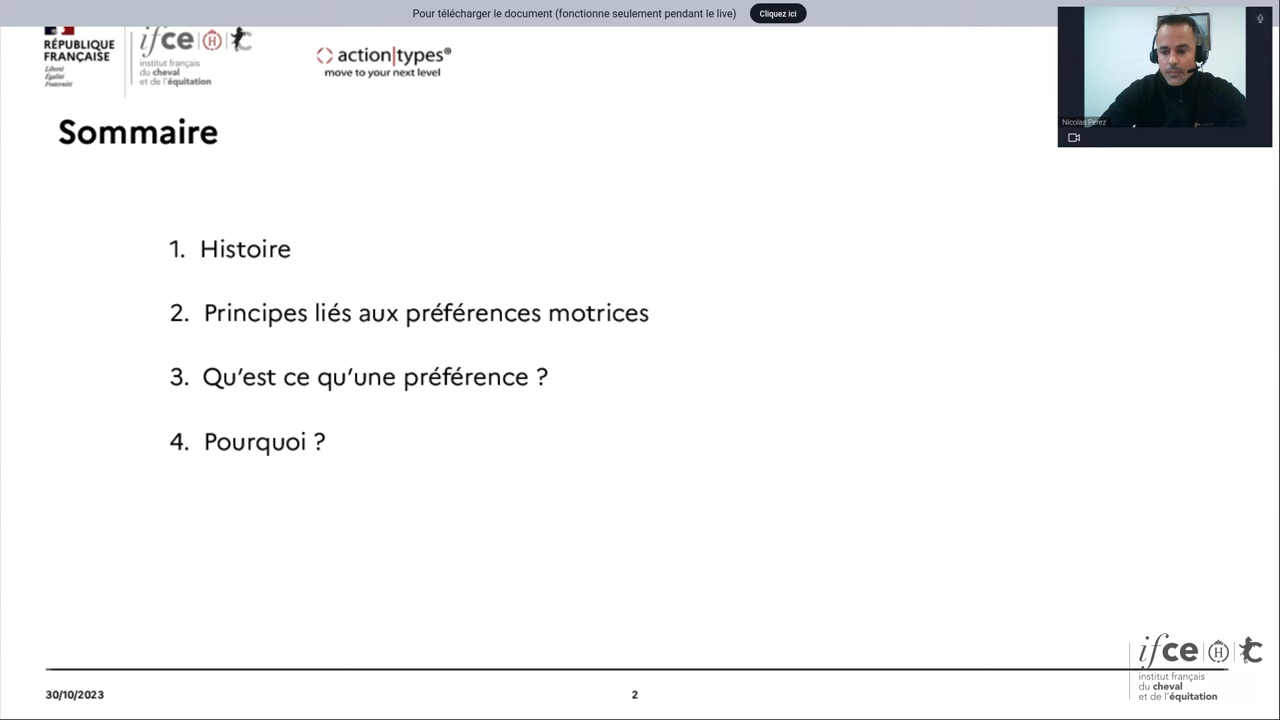 Pour télécharger le document (fonctionne seulement pendant le live)
Cliquez ici
RÉPUBLIQUE
FRANÇAISE
Liberté
Égalité
Fraternité
ifce
H
institut français
du cheval
et de l'équitation
action|types®
move to your next level
Nicolas Perez
Sommaire
1. Histoire
2. Principes liés aux préférences motrices
3. Qu'est ce qu'une préférence ?
4. Pourquoi ?
30/10/2023
2
ifce
H
institut français
du cheval
et de l'équitation